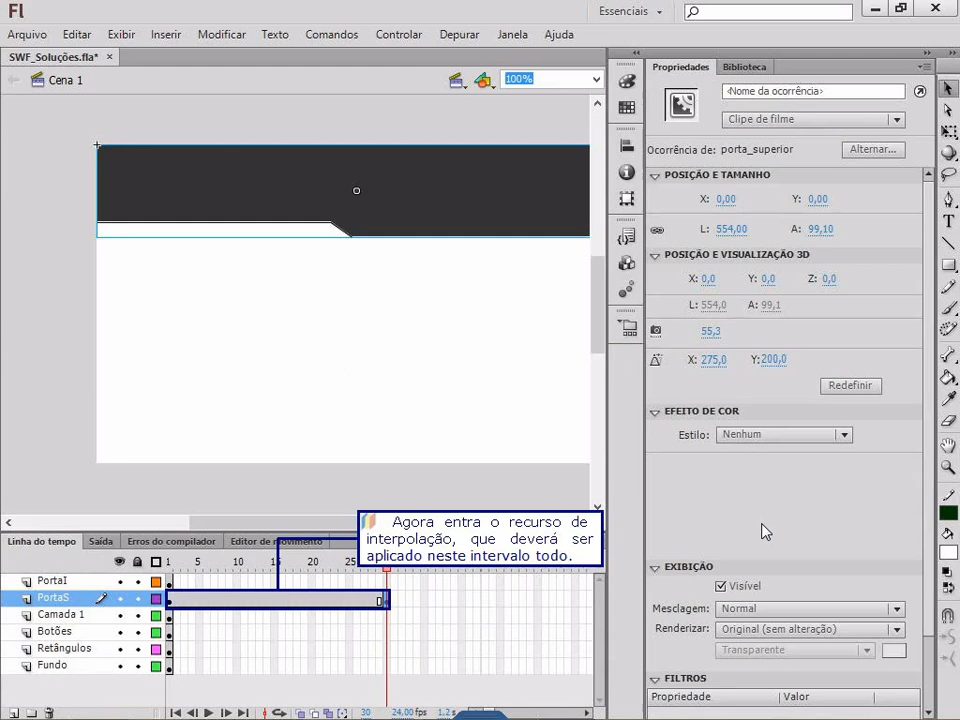 Fl
Essenciais
Arquivo Editar Exibir Inserir Modificar Texto Comandos Controlar Depurar Janela Ajuda
SWF_Soluções.fla* ×
Cena 1
100%
Propriedades Biblioteca
<Nome da ocorrência>
Clipe de filme
Ocorrência de: porta_superior Alternar...
POSIÇÃO E TAMANHO
X: 0,00 Y: 0,00
L: 554,00 A: 99,10
POSIÇÃO E VISUALIZAÇÃO 3D
X: 0,0 Y: 0,0 Z: 0,0
L: 554,0 A: 99,1
55,3
X: 275,0 Y: 200,0
Redefinir
EFEITO DE COR
Estilo: Nenhum
EXIBIÇÃO
Visível
Mesclagem: Normal
Renderizar: Original (sem alteração)
Transparente
FILTROS
Propriedade Valor
Agora entra o recurso de
interpolação, que deverá ser
aplicado neste intervalo todo.
Linha do tempo Saída Erros do compilador Editor de movimento
1 5 10 15 20 25 35 40 45 50
PortaI
PortaS
Camada 1
Botões
Retângulos
Fundo
30 24,00 fps 1,2 s